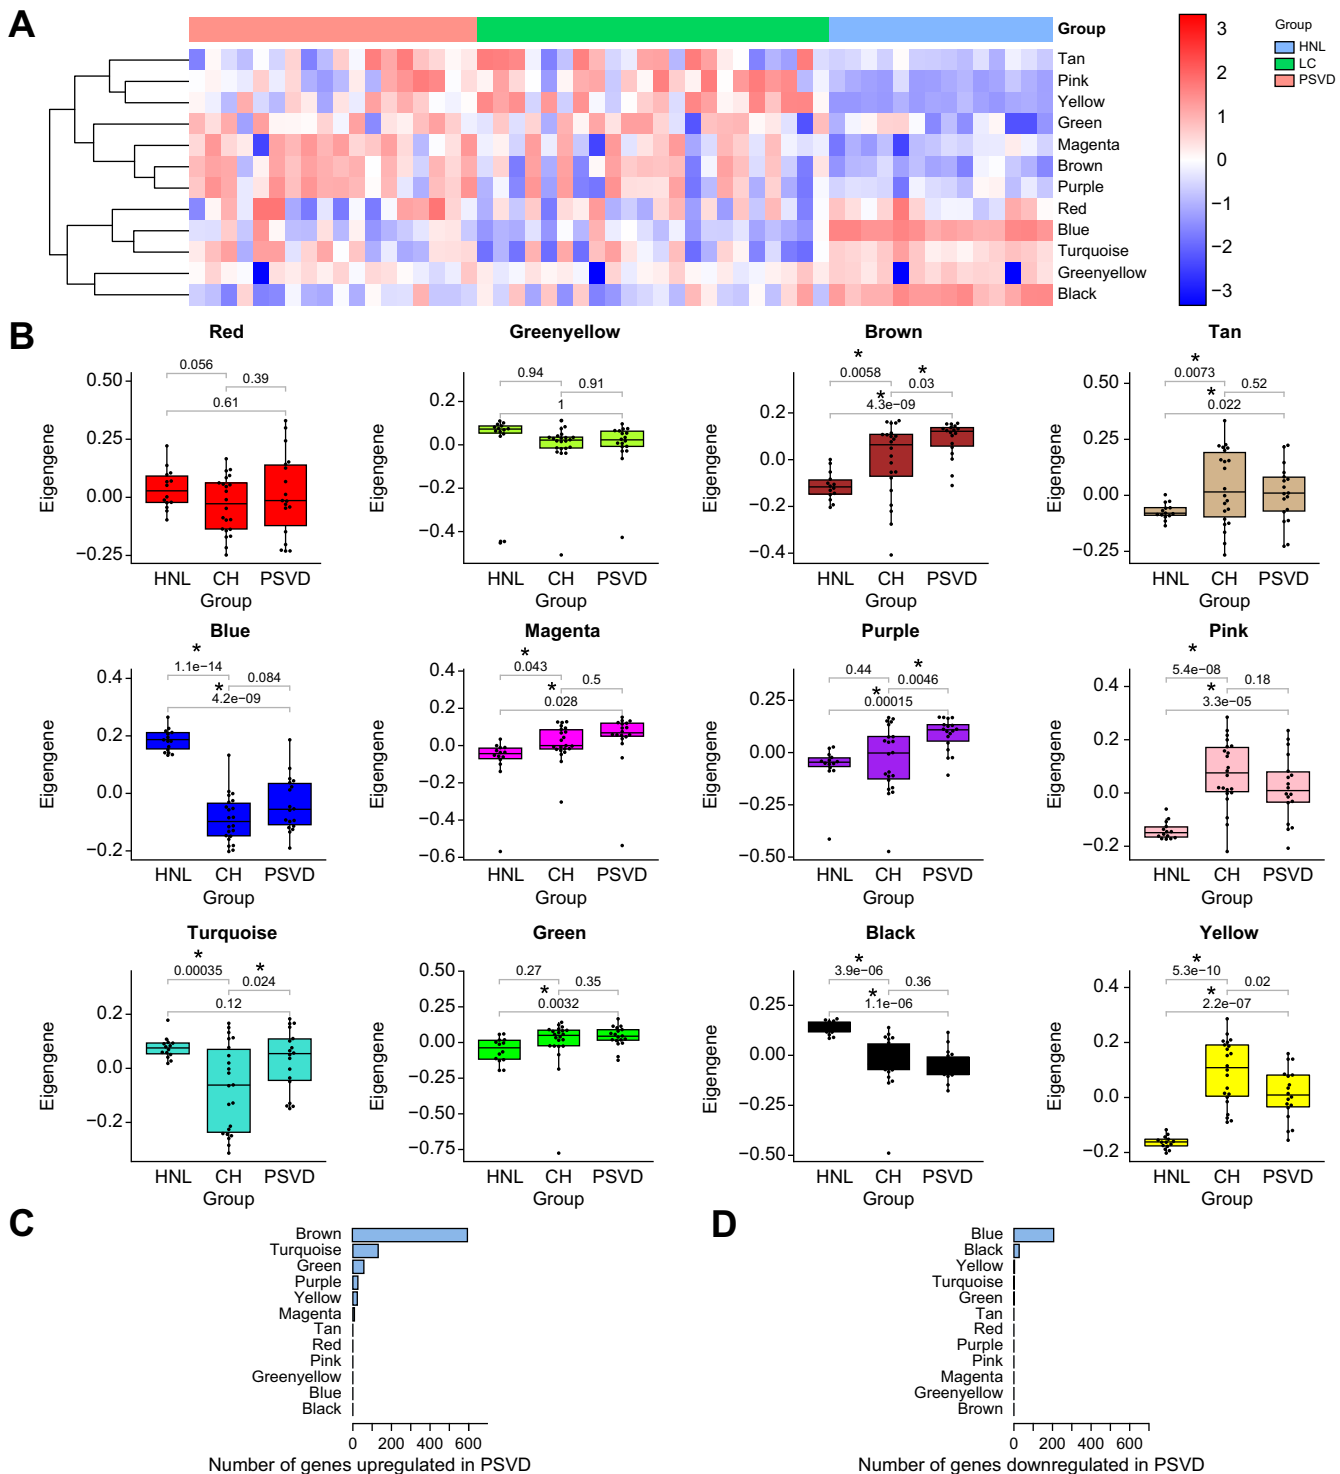 A
Group
Tan
Pink
Yellow
Green
Magenta
Brown
Purple
Red
Blue
Turquoise
Greenyellow
Black
3
2
1
0
−1
−2
−3
Group
HNL
LC
PSVD
B
Red
0.056
0.39
0.61
0.50
0.25
0.00
−0.25
Eigengene
HNL CH PSVD
Group
Greenyellow
0.94
0.91
1
0.2
0.0
−0.2
−0.4
Eigengene
HNL CH PSVD
Group
Brown
*
0.0058
*
0.03
*
4.3e−09
0.2
0.0
−0.2
−0.4
Eigengene
HNL CH PSVD
Group
Tan
*
0.0073
*
0.52
0.022
0.50
0.25
0.00
−0.25
Eigengene
HNL CH PSVD
Group
Blue
*
1.1e−14
*
0.084
4.2e−09
0.4
0.2
0.0
−0.2
Eigengene
HNL CH PSVD
Group
Magenta
*
0.043
*
0.5
0.028
0.4
0.2
0.0
−0.2
−0.4
−0.6
Eigengene
HNL CH PSVD
Group
Purple
0.44
*
0.0046
*
0.00015
0.25
0.00
−0.25
−0.50
Eigengene
HNL CH PSVD
Group
Pink
*
5.4e−08
*
0.18
3.3e−05
0.4
0.2
0.0
−0.2
Eigengene
HNL CH PSVD
Group
Turquoise
*
0.00035
*
0.024
0.12
0.2
0.0
−0.2
Eigengene
HNL CH PSVD
Group
Green
0.27
*
0.35
0.0032
0.50
0.25
0.00
−0.25
−0.50
−0.75
Eigengene
HNL CH PSVD
Group
Black
*
3.9e−06
*
0.36
1.1e−06
0.25
0.00
−0.25
−0.50
Eigengene
HNL CH PSVD
Group
Yellow
*
5.3e−10
*
0.02
2.2e−07
0.4
0.2
0.0
−0.2
Eigengene
HNL CH PSVD
Group
C
Brown
Turquoise
Green
Purple
Yellow
Magenta
Tan
Red
Pink
Greenyellow
Blue
Black
0 200 400 600
Number of genes upregulated in PSVD
D
Blue
Black
Yellow
Turquoise
Green
Tan
Red
Purple
Pink
Magenta
Greenyellow
Brown
0 200 400 600
Number of genes downregulated in PSVD